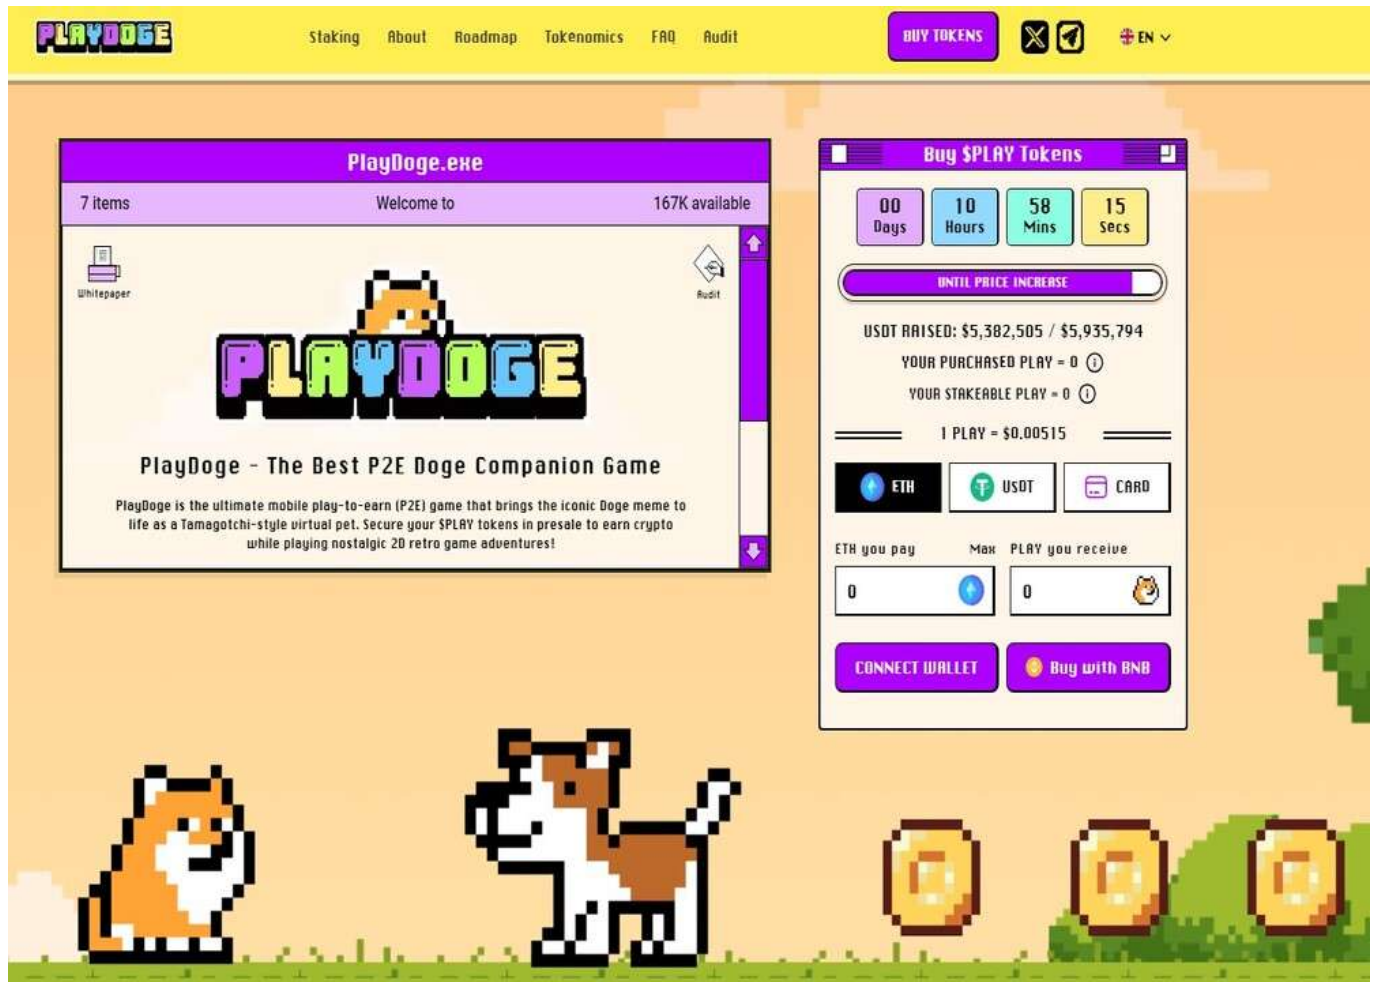 PLAYDOGE
Staking About Roadmap Tokenomics FAQ Audit
BUY TOKENS
EN
PlayDoge.exe
7 items Welcome to 167K available
Whitepaper
Audit
PLAYDOGE
PlayDoge - The Best P2E Doge Companion Game
PlayDoge is the ultimate mobile play-to-earn (P2E) game that brings the iconic Doge meme to
life as a Tamagotchi-style virtual pet. Secure your $PLAY tokens in presale to earn crypto
while playing nostalgic 2D retro game adventures!
Buy $PLAY Tokens
00 10 58 15
Days Hours Mins Secs
UNTIL PRICE INCREASE
USDT RAISED: $5,382,505 / $5,935,794
YOUR PURCHASED PLAY = 0
YOUR STAKEABLE PLAY = 0
1 PLAY = $0.00515
ETH USDT CARD
ETH you pay Max PLAY you receive
0 0
CONNECT WALLET Buy with BNB